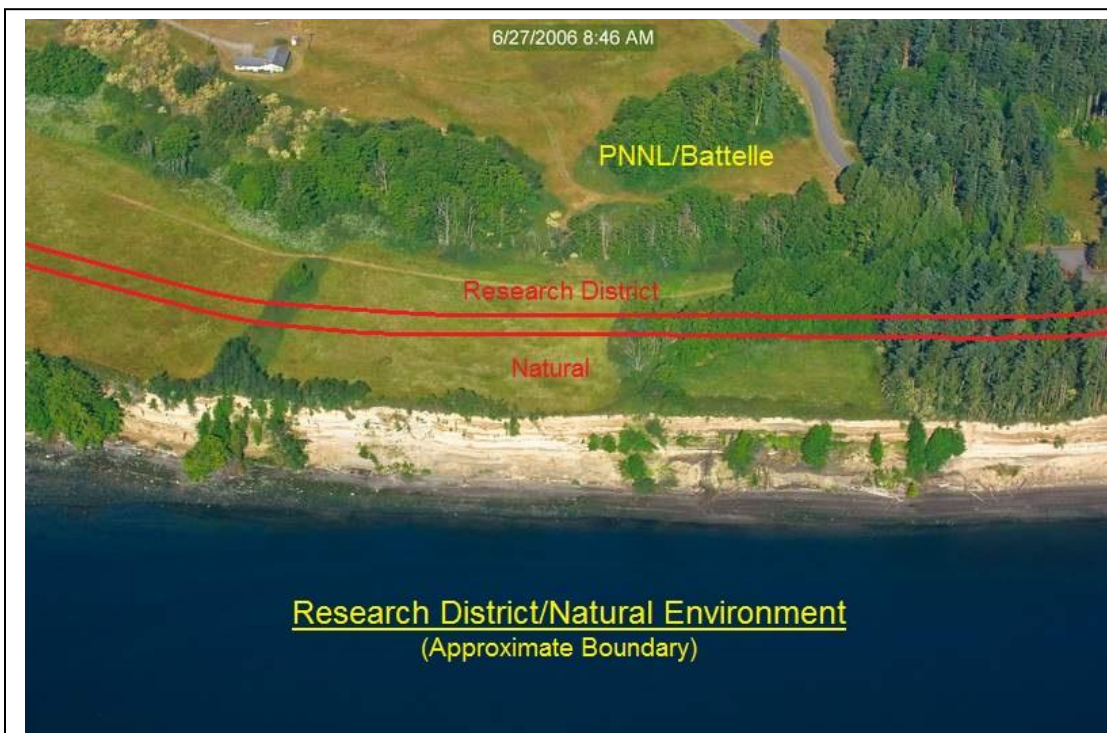 6/27/2006 8:46 AM
PNNL/Battelle
Research District
Natural
Research District/Natural Environment
(Approximate Boundary)